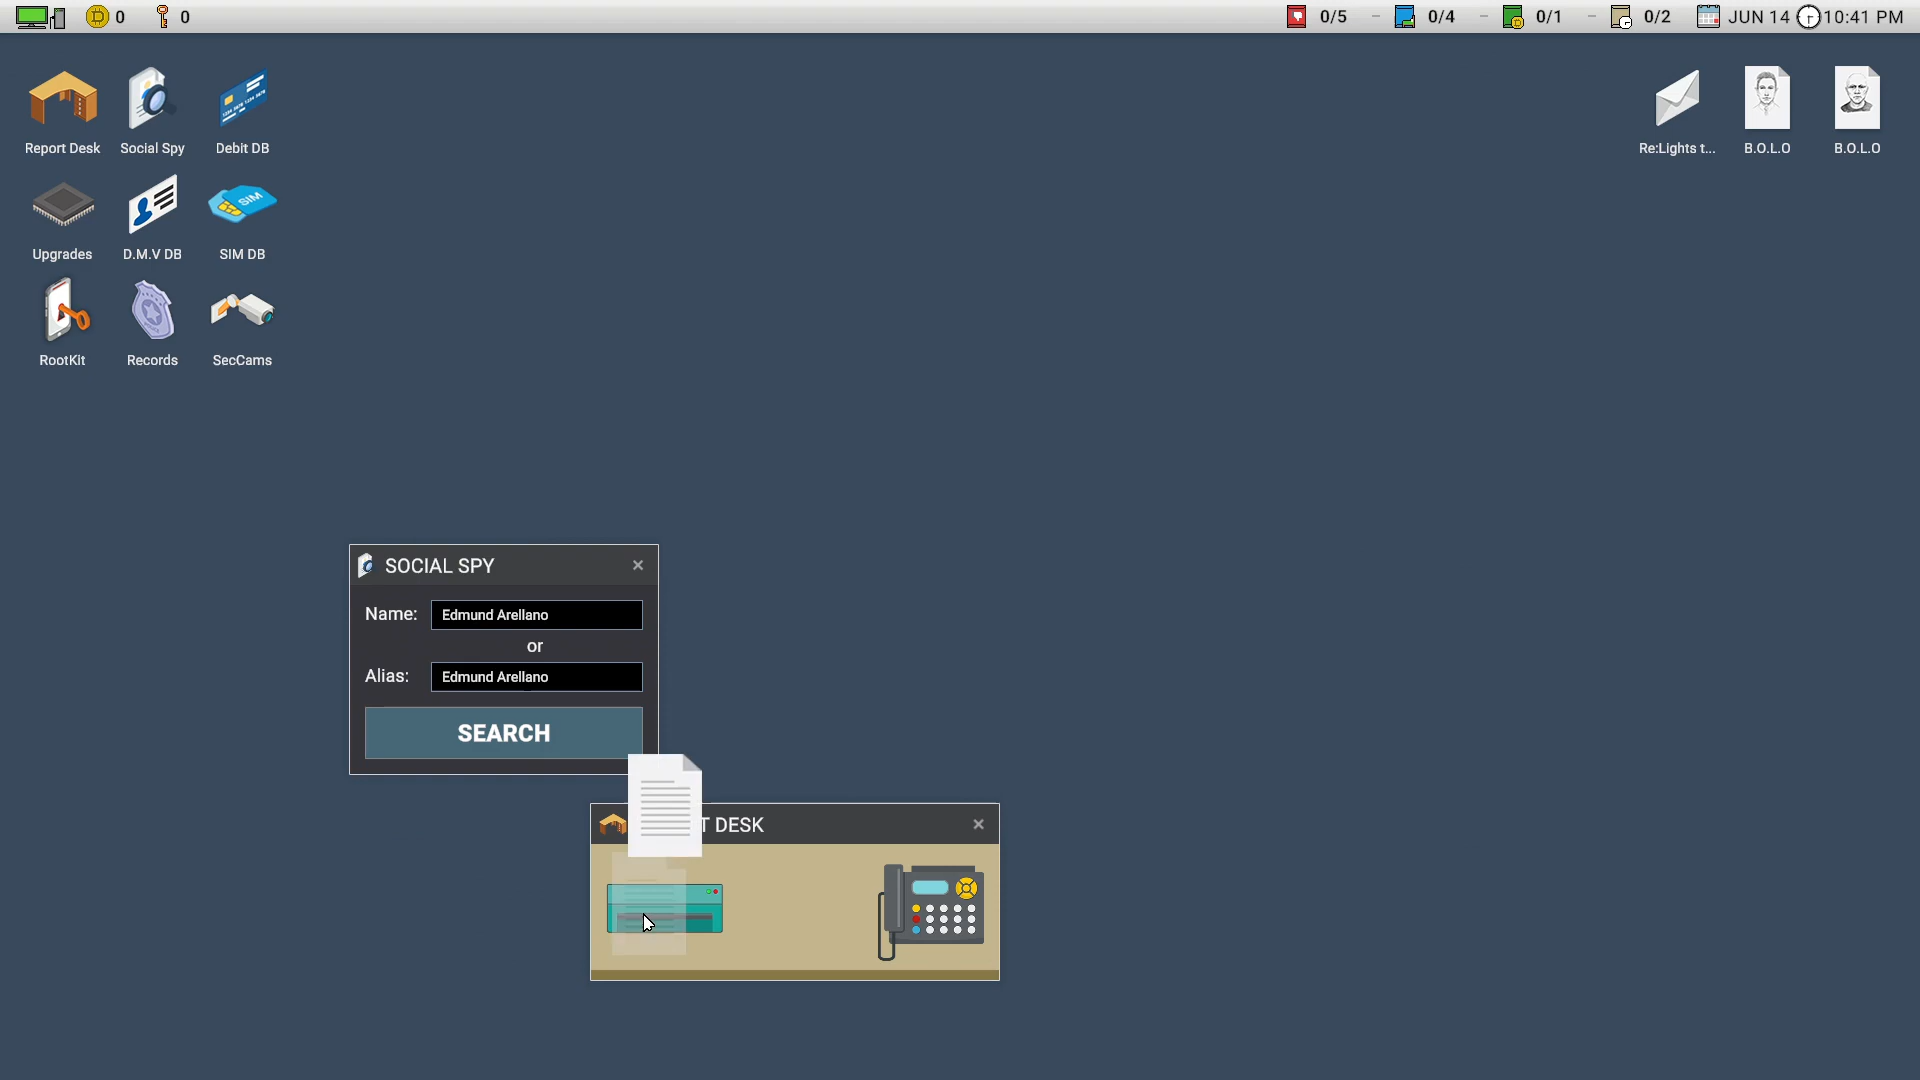 0 0 0/5 - 0/4 - 0/1 - 0/2 JUN 14 10:41 PM
Report Desk Social Spy Debit DB Re:Lights t... B.O.L.O B.O.L.O
SIM
Upgrades D.M.V DB SIM DB
RootKit Records SecCams
SOCIAL SPY ×
Name: Edmund Arellano
or
Alias: Edmund Arellano
SEARCH
T DESK ×